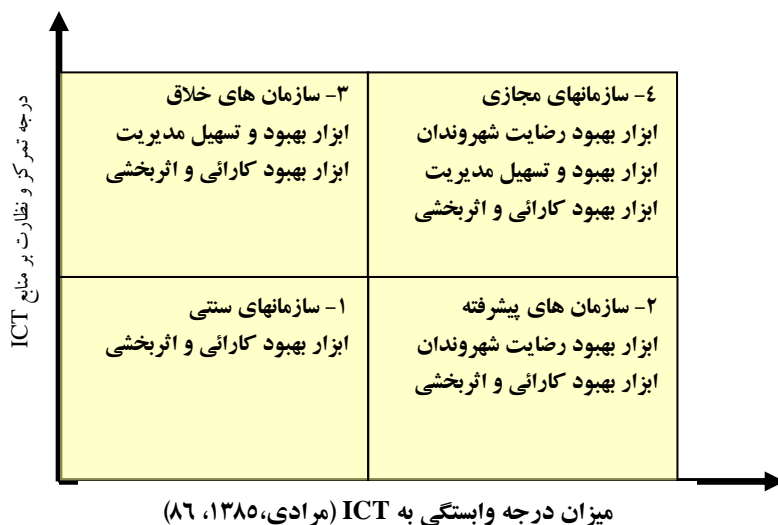 درجه تمرکز و نظارت بر منابع ICT
۳- سازمان های خلاق
ابزار بهبود و تسهیل مدیریت
ابزار بهبود کارائی و اثربخشی
٤- سازمانهای مجازی
ابزار بهبود رضایت شهروندان
ابزار بهبود و تسهیل مدیریت
ابزار بهبود کارائی و اثربخشی
۱- سازمانهای سنتی
ابزار بهبود کارائی و اثربخشی
۲- سازمان های پیشرفته
ابزار بهبود رضایت شهروندان
ابزار بهبود کارائی و اثربخشی
میزان درجه وابستگی به ICT (مرادی،۱۳۸۵، ۸٦)